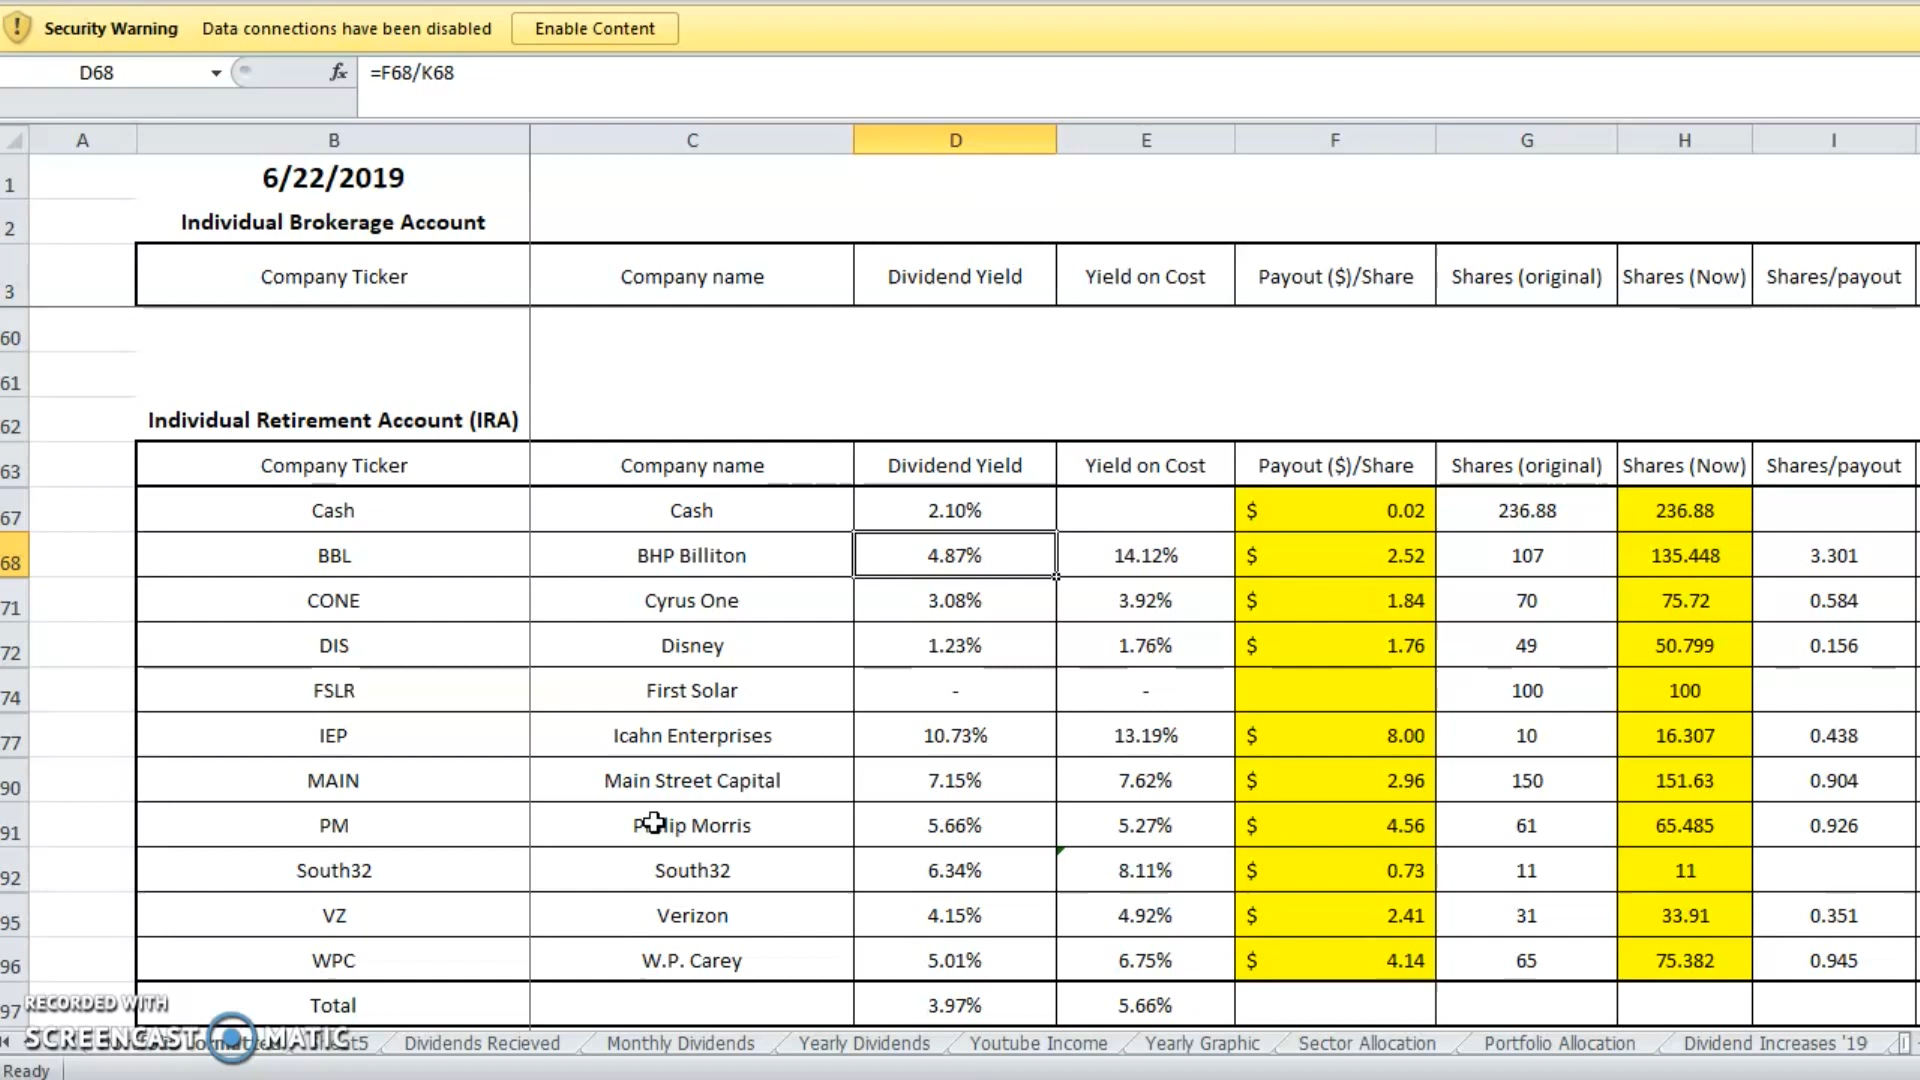 Security Warning Data connections have been disabled Enable Content
D68 fx =F68/K68
A B C D E F G H I
1 6/22/2019
2 Individual Brokerage Account
3 Company Ticker Company name Dividend Yield Yield on Cost Payout ($)/Share Shares (original) Shares (Now) Shares/payout
60
61
62 Individual Retirement Account (IRA)
63 Company Ticker Company name Dividend Yield Yield on Cost Payout ($)/Share Shares (original) Shares (Now) Shares/payout
67 Cash Cash 2.10% $ 0.02 236.88 236.88
68 BBL BHP Billiton 4.87% 14.12% $ 2.52 107 135.448 3.301
71 CONE Cyrus One 3.08% 3.92% $ 1.84 70 75.72 0.584
72 DIS Disney 1.23% 1.76% $ 1.76 49 50.799 0.156
74 FSLR First Solar - - 100 100
77 IEP Icahn Enterprises 10.73% 13.19% $ 8.00 10 16.307 0.438
90 MAIN Main Street Capital 7.15% 7.62% $ 2.96 150 151.63 0.904
91 PM Morris 5.66% 5.27% $ 4.56 61 65.485 0.926
92 South32 South32 6.34% 8.11% $ 0.73 11 11
95 VZ Verizon 4.15% 4.92% $ 2.41 31 33.91 0.351
96 WPC W.P. Carey 5.01% 6.75% $ 4.14 65 75.382 0.945
97 Total 3.97% 5.66%
RECORDED WITH
SCREENCAST MATIC
Dividends Recieved Monthly Dividends Yearly Dividends Youtube Income Yearly Graphic Sector Allocation Portfolio Allocation Dividend Increases '19
Ready